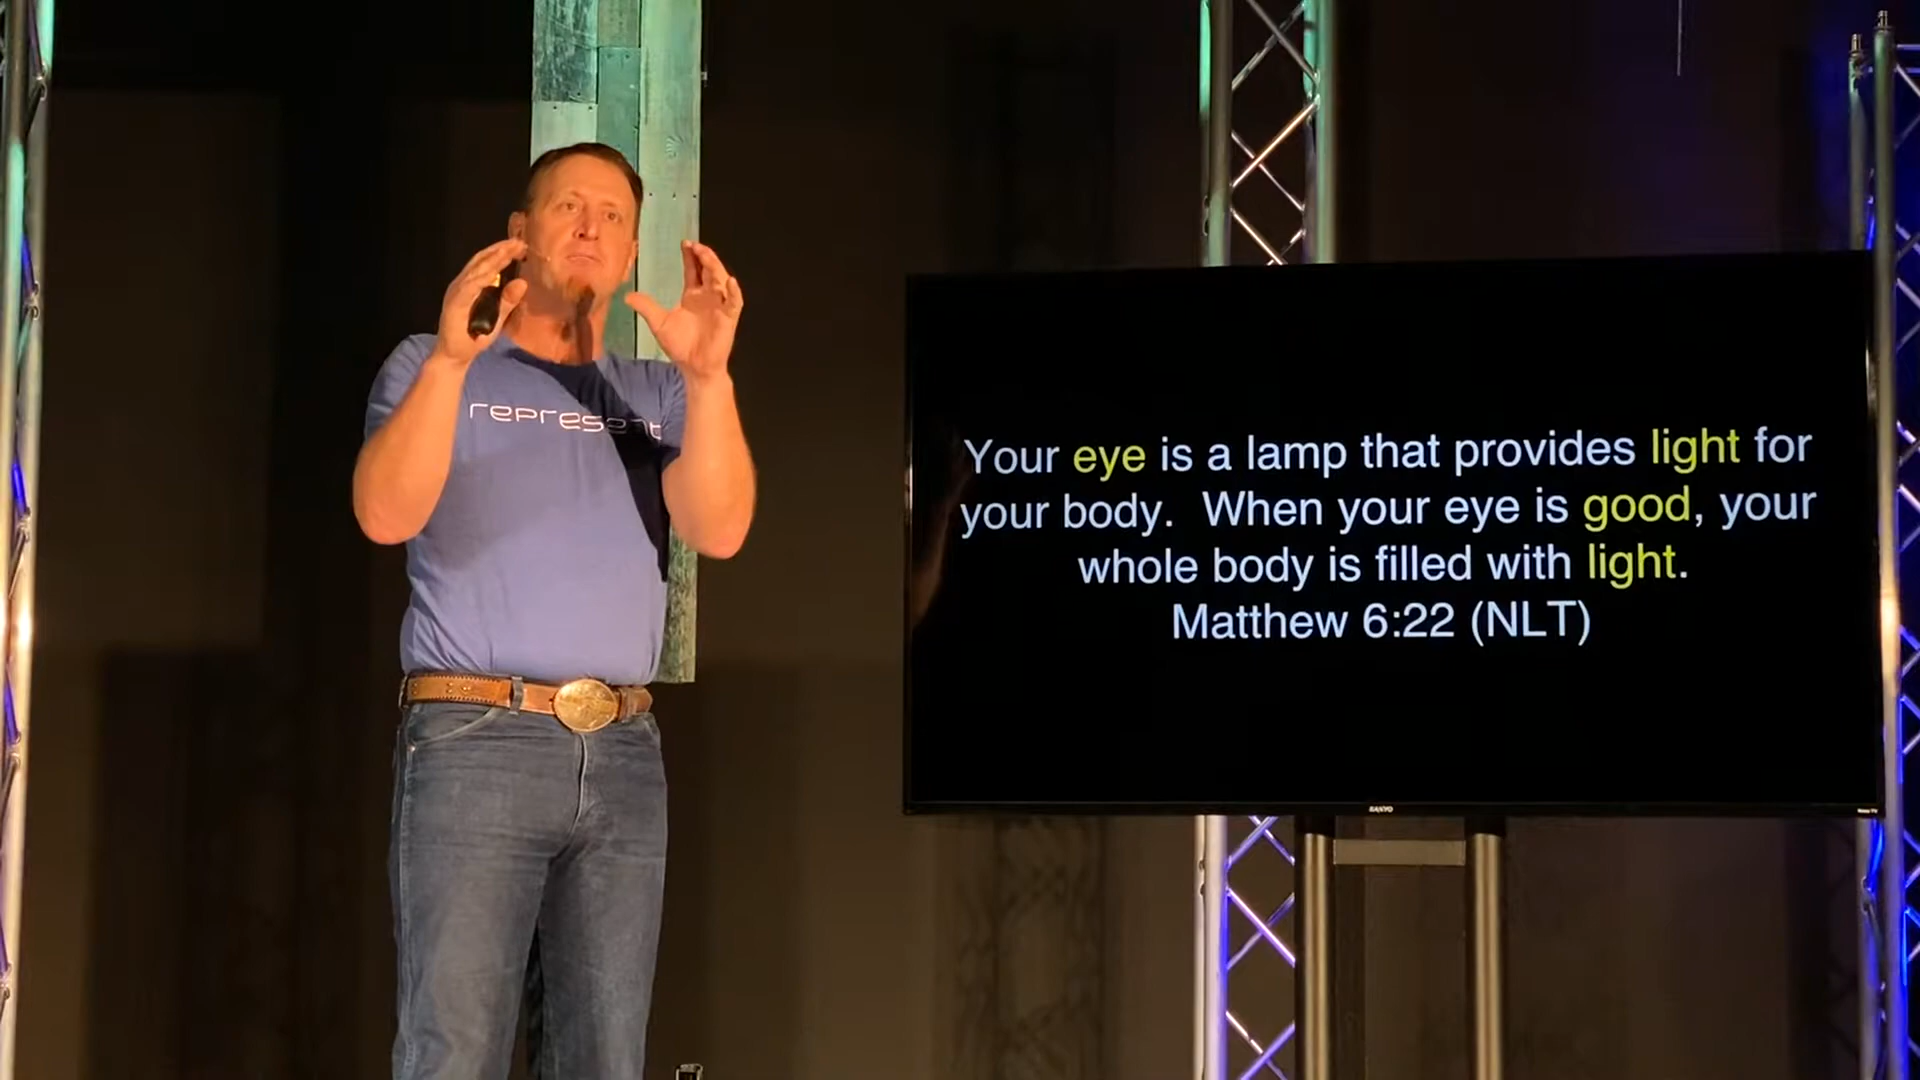 represent
Your eye is a lamp that provides light for
your body.  When your eye is good, your
whole body is filled with light.
Matthew 6:22 (NLT)
SANYO